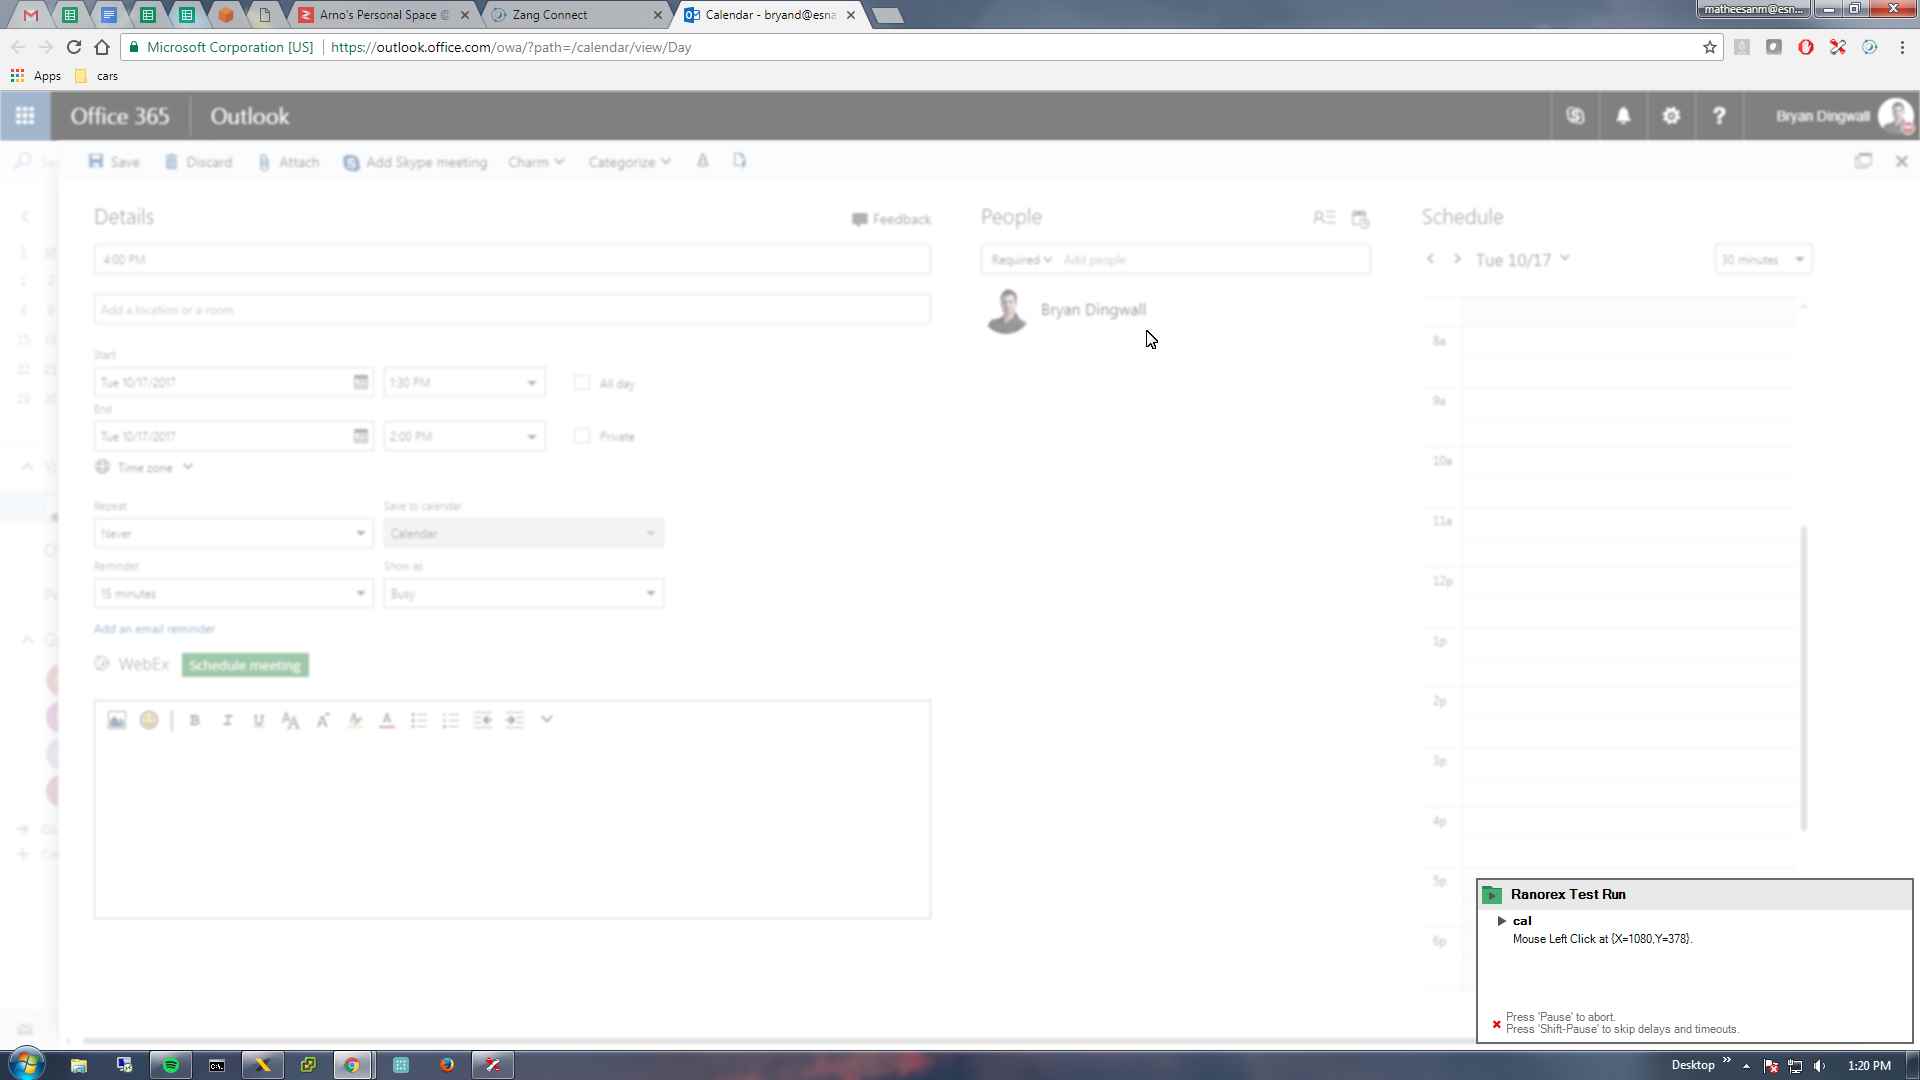 Arno's Personal Space @
Zang Connect
Calendar - bryand@esna
matheesanm@esn...
Microsoft Corporation [US]
https://outlook.office.com/owa/?path=/calendar/view/Day
Apps
cars
Office 365
Outlook
Bryan Dingwall
Save
Discard
Attach
Add Skype meeting
Charm
Categorize
Details
Feedback
People
Schedule
4:00 PM
Required
Add people
Tue 10/17
30 minutes
Add a location or a room
Bryan Dingwall
Start
Tue 10/17/2017
1:30 PM
All day
End
Tue 10/17/2017
2:00 PM
Private
Time zone
Repeat
Save to calendar
Never
Calendar
Reminder
Show as
15 minutes
Busy
Add an email reminder
WebEx
Schedule meeting
8a
9a
10a
11a
12p
1p
2p
3p
4p
5p
6p
Ranorex Test Run
cal
Mouse Left Click at {X=1080,Y=378}.
Press 'Pause' to abort.
Press 'Shift-Pause' to skip delays and timeouts.
Desktop
1:20 PM